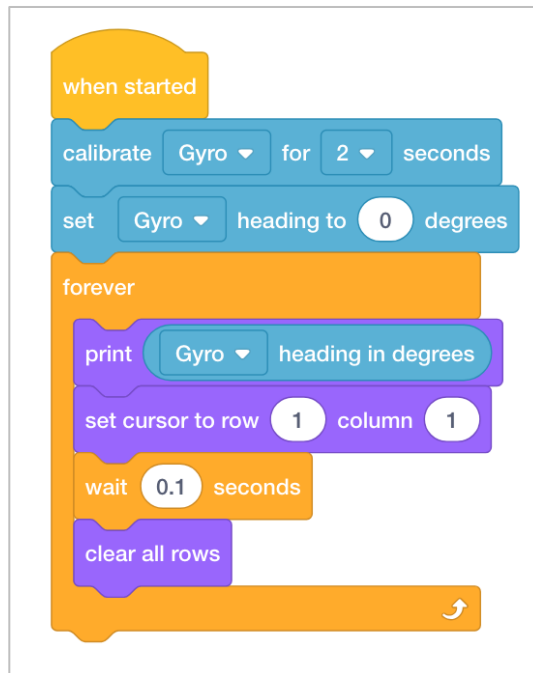 when started
calibrate Gyro for 2 seconds
set Gyro heading to 0 degrees
forever
print Gyro heading in degrees
set cursor to row 1 column 1
wait 0.1 seconds
clear all rows